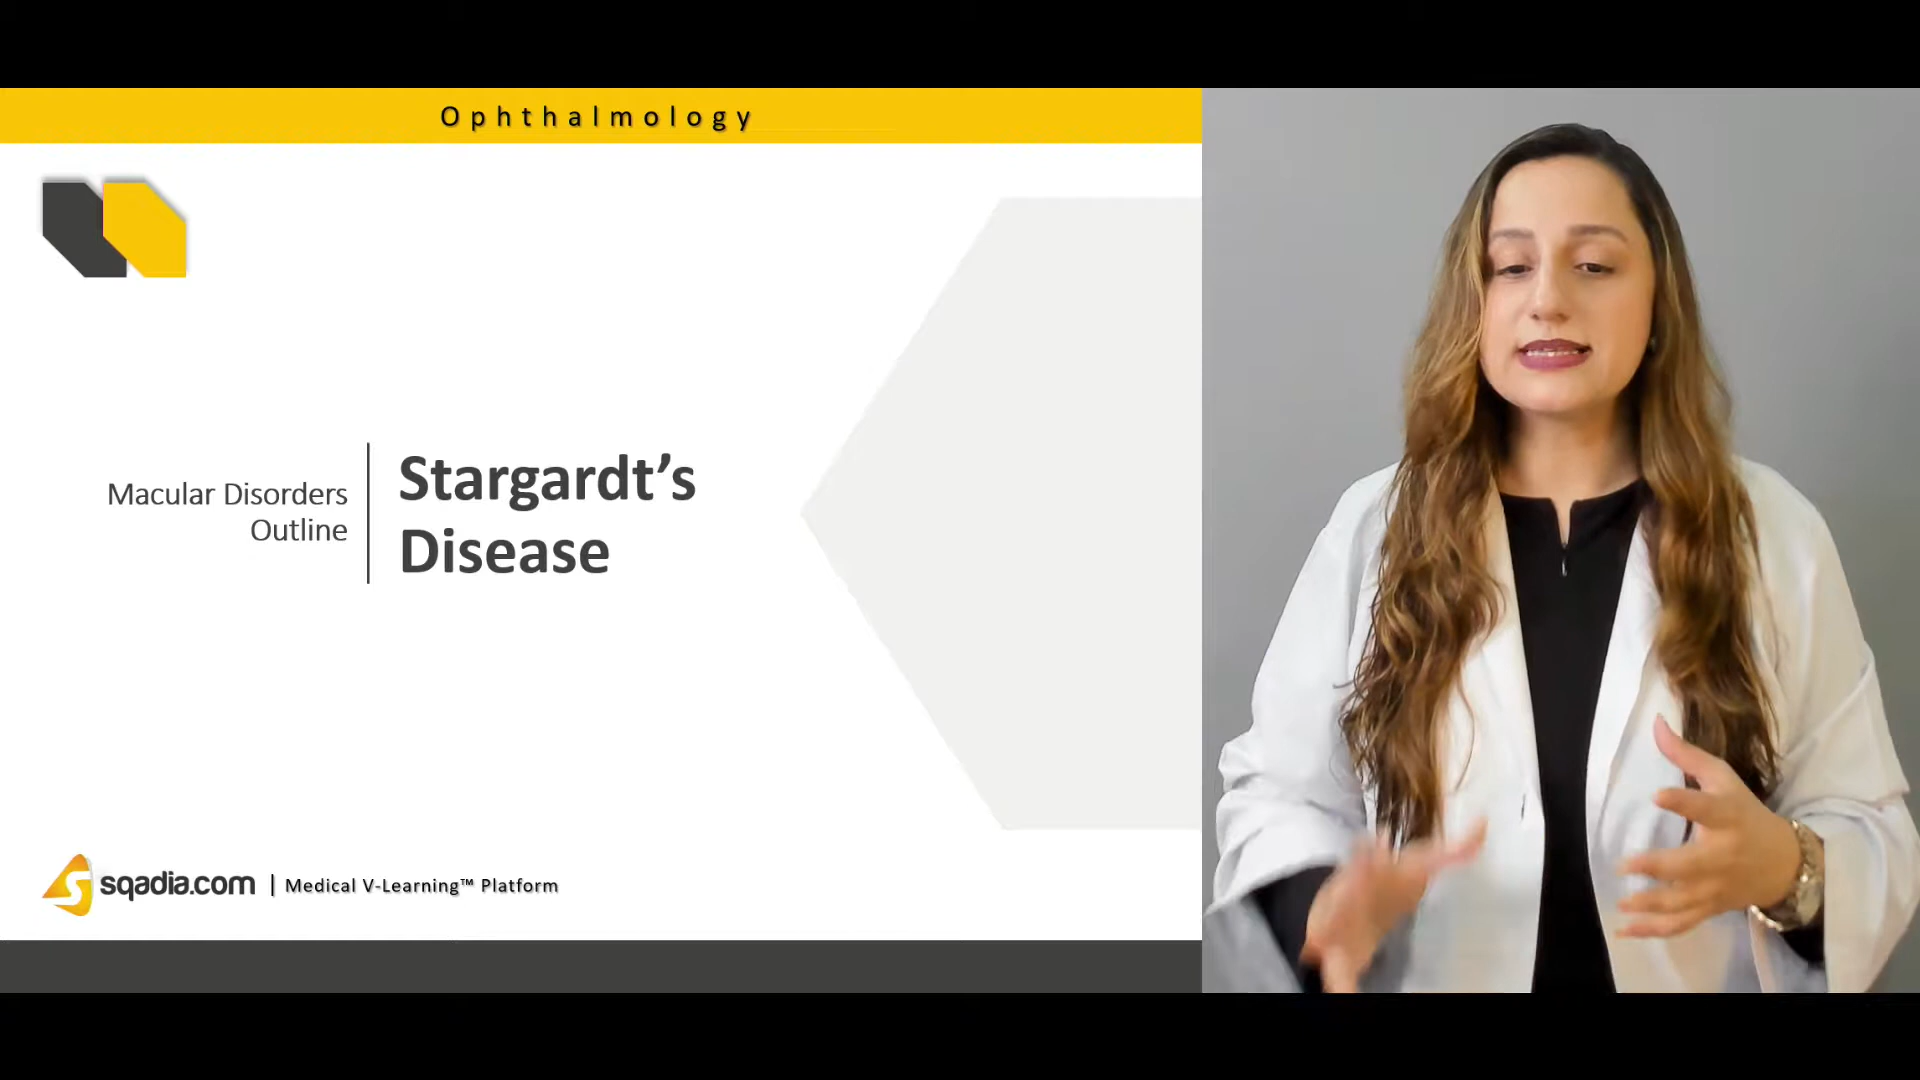 Ophthalmology
Macular Disorders
Outline
Stargardt’s
Disease
sqadia.com | Medical V-Learning™ Platform